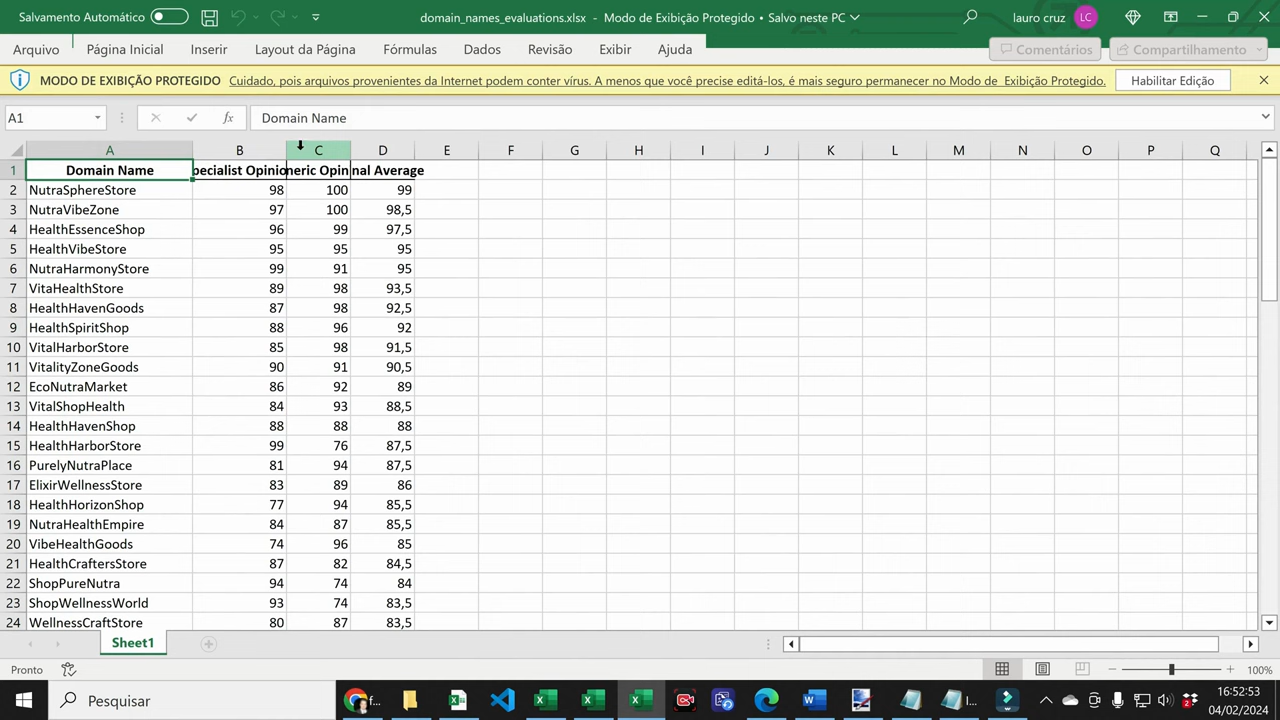 Salvamento Automático domain_names_evaluations.xlsx - Modo de Exibição Protegido • Salvo neste PC lauro cruz LC
Arquivo Página Inicial Inserir Layout da Página Fórmulas Dados Revisão Exibir Ajuda Comentários Compartilhamento
MODO DE EXIBIÇÃO PROTEGIDO Cuidado, pois arquivos provenientes da Internet podem conter vírus. A menos que você precise editá-los, é mais seguro permanecer no Modo de Exibição Protegido. Habilitar Edição
A1 fx Domain Name
A B C D E F G H I J K L M N O P Q
1 Domain Name pecialist Opinio neric Opin nal Average
2 NutraSphereStore 98 100 99
3 NutraVibeZone 97 100 98,5
4 HealthEssenceShop 96 99 97,5
5 HealthVibeStore 95 95 95
6 NutraHarmonyStore 99 91 95
7 VitaHealthStore 89 98 93,5
8 HealthHavenGoods 87 98 92,5
9 HealthSpiritShop 88 96 92
10 VitalHarborStore 85 98 91,5
11 VitalityZoneGoods 90 91 90,5
12 EcoNutraMarket 86 92 89
13 VitalShopHealth 84 93 88,5
14 HealthHavenShop 88 88 88
15 HealthHarborStore 99 76 87,5
16 PurelyNutraPlace 81 94 87,5
17 ElixirWellnessStore 83 89 86
18 HealthHorizonShop 77 94 85,5
19 NutraHealthEmpire 84 87 85,5
20 VibeHealthGoods 74 96 85
21 HealthCraftersStore 87 82 84,5
22 ShopPureNutra 94 74 84
23 ShopWellnessWorld 93 74 83,5
24 WellnessCraftStore 80 87 83,5
Sheet1
Pronto 100%
Pesquisar f... I... 16:52:53
04/02/2024